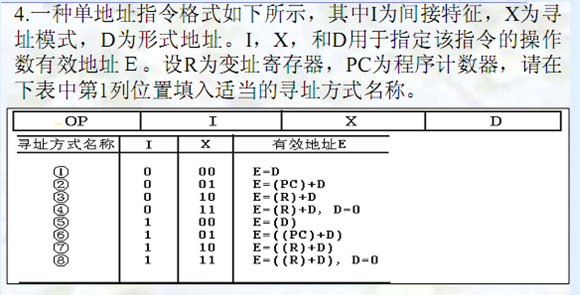 4.一种单地址指令格式如下所示，其中I为间接特征，X为寻
址模式，D为形式地址。I，X，和D用于指定该指令的操作
数有效地址E。设R为变址寄存器，PC为程序计数器，请在
下表中第1列位置填入适当的寻址方式名称。
OP I X D
寻址方式名称 I X 有效地址E
① 0 00 E=D
② 0 01 E=(PC)+D
③ 0 10 E=(R)+D
④ 0 11 E=(R)+D, D=0
⑤ 1 00 E=(D)
⑥ 1 01 E=((PC)+D)
⑦ 1 10 E=((R)+D)
⑧ 1 11 E=((R)+D), D=0